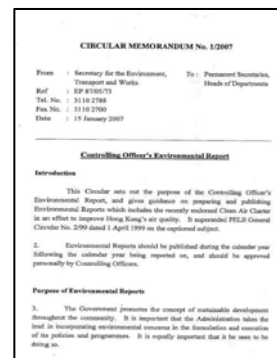 CIRCULAR MEMORANDUM No. 1/2007
From : Secretary for the Environment, Transport and Works
To : Permanent Secretaries, Heads of Departments
Ref : EP 87/05/73
Tel. No. : 3110 2788
Fax No. : 3110 2700
Date : 15 January 2007
Controlling Officer's Environmental Report
Introduction
This Circular sets out the purpose of the Controlling Officer's
Environmental Report, and gives guidance on preparing and publishing
Environmental Reports which includes the recently endorsed Clean Air Charter
in an effort to improve Hong Kong's air quality. It superseded PELB General
Circular No. 2/99 dated 1 April 1999 on the captioned subject.
2. Environmental Reports should be published during the calendar year
following the calendar year being reported on, and should be approved
personally by Controlling Officers.
Purpose of Environmental Reports
3. The Government promotes the concept of sustainable development
throughout the community. It is important that the Administration takes the
lead in incorporating environmental concerns in the formulation and execution
of its policies and programmes. It is equally important that it be seen to be
doing so.